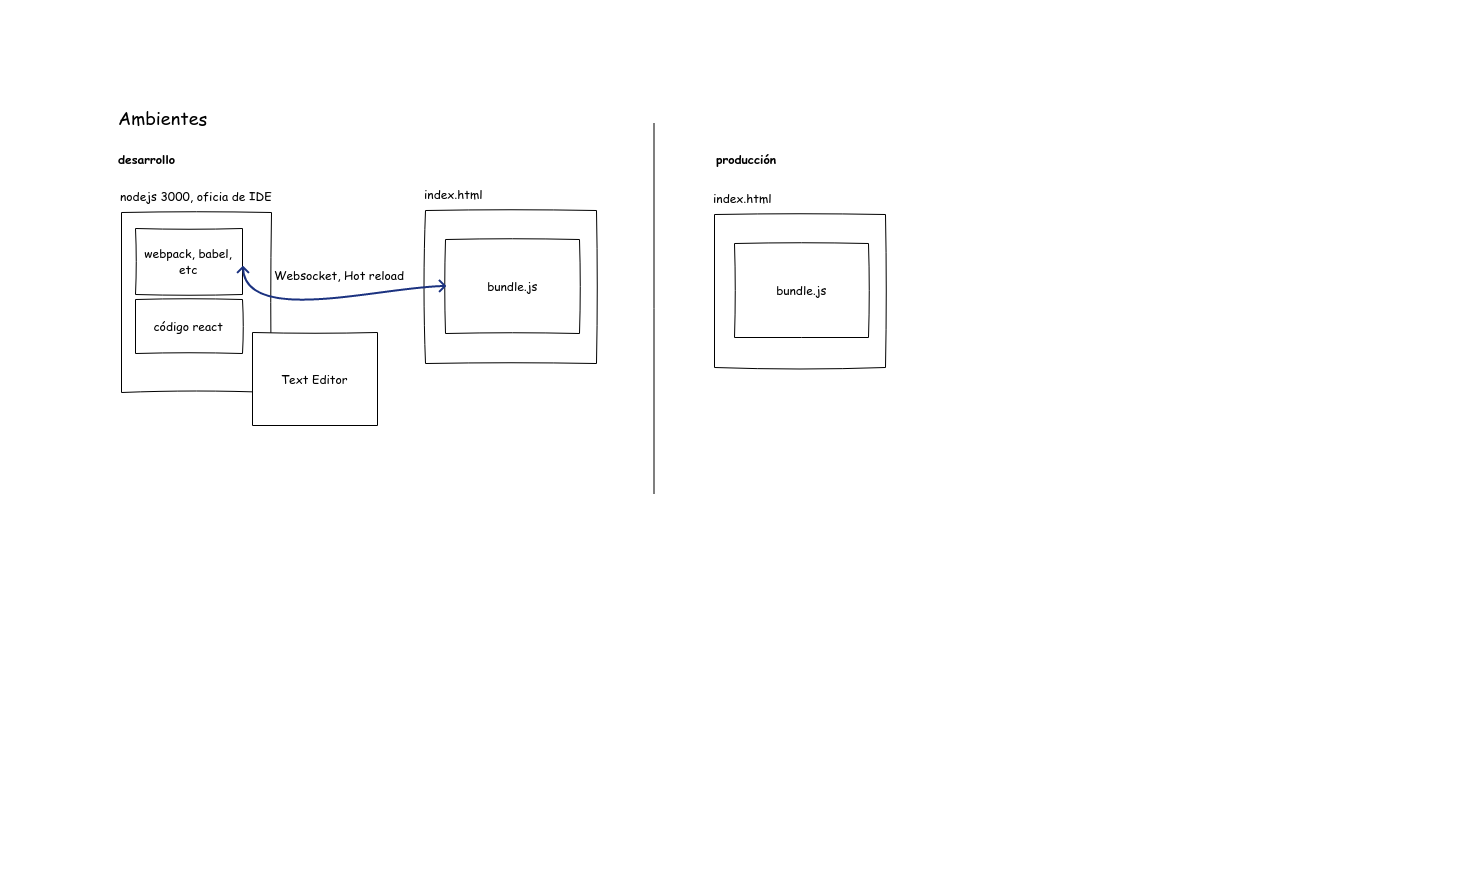 Ambientes
desarrollo
nodejs 3000, oficia de IDE
webpack, babel,
etc
código react
Text Editor
Websocket, Hot reload
index.html
bundle.js
producción
index.html
bundle.js